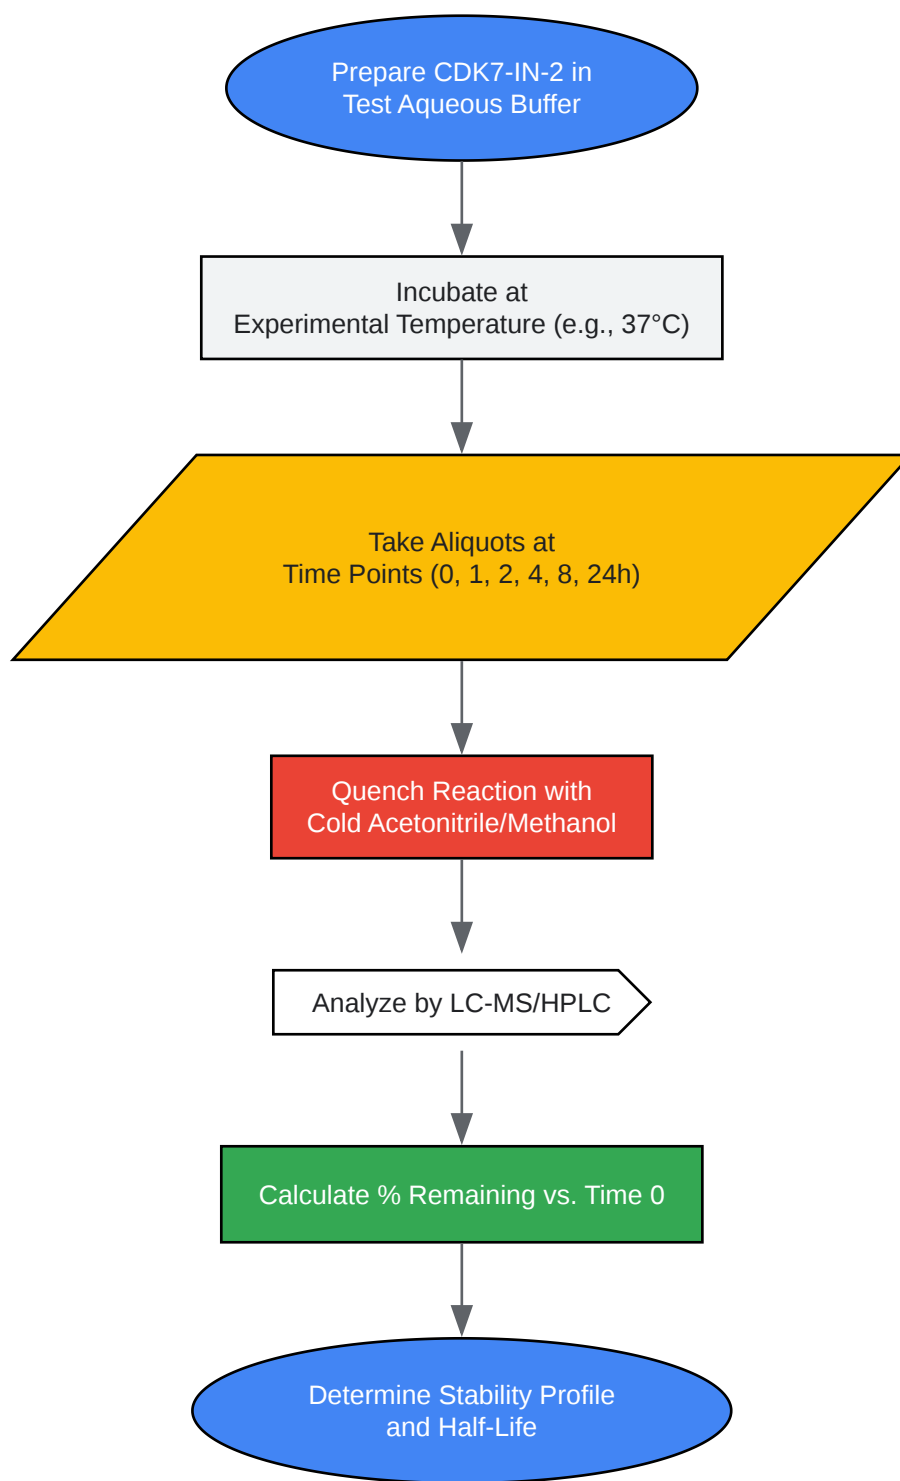 Prepare CDK7-IN-2 in
Test Aqueous Buffer
Incubate at
Experimental Temperature (e.g., 37°C)
Take Aliquots at
Time Points (0, 1, 2, 4, 8, 24h)
Quench Reaction with
Cold Acetonitrile/Methanol
Analyze by LC-MS/HPLC
Calculate % Remaining vs. Time 0
Determine Stability Profile
and Half-Life